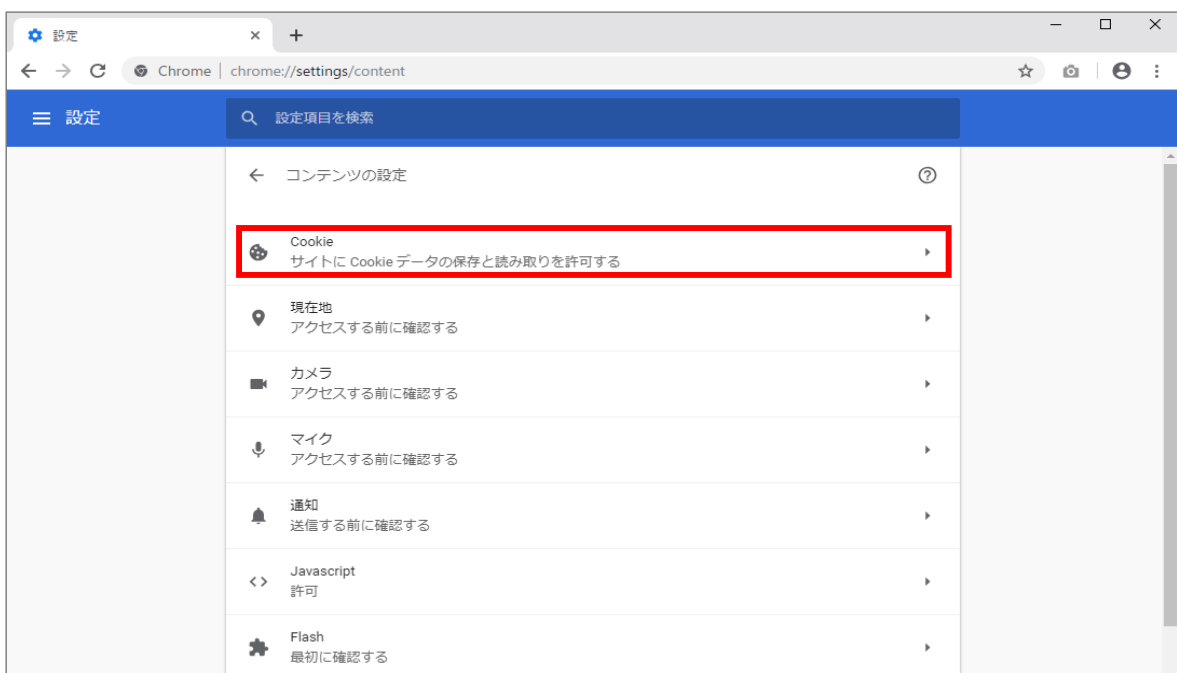 設定
Chrome | chrome://settings/content
設定
設定項目を検索
コンテンツの設定
Cookie
サイトに Cookie データの保存と読み取りを許可する
現在地
アクセスする前に確認する
カメラ
アクセスする前に確認する
マイク
アクセスする前に確認する
通知
送信する前に確認する
Javascript
許可
Flash
最初に確認する